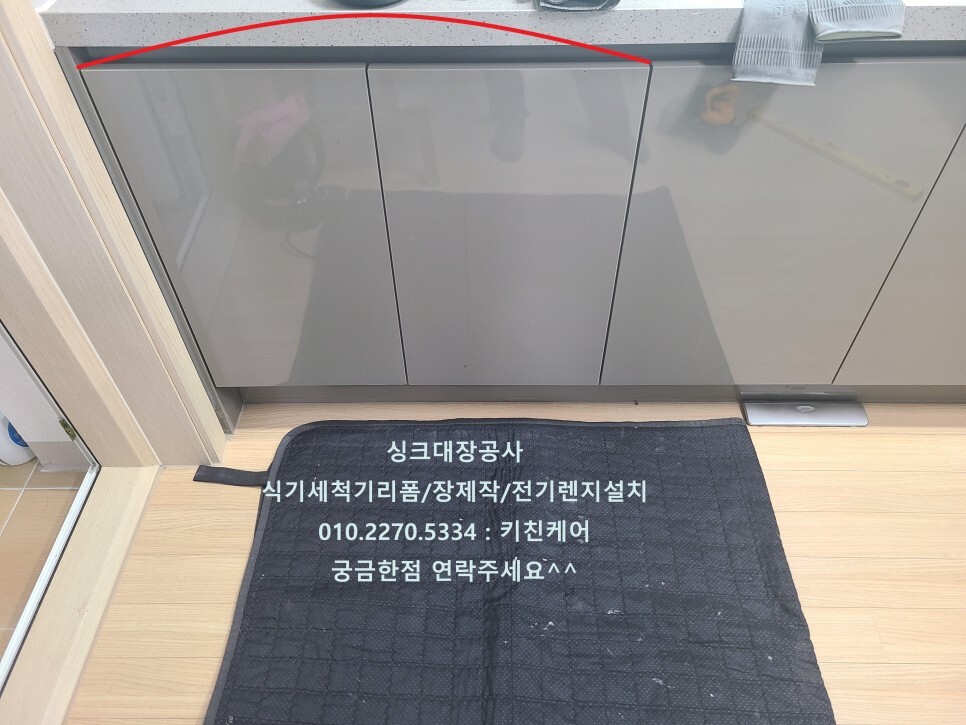 싱크대장공사
식기세척기리폼/장제작/전기렌지설치
010.2270.5334 : 키친케어
궁금한점 연락주세요^^